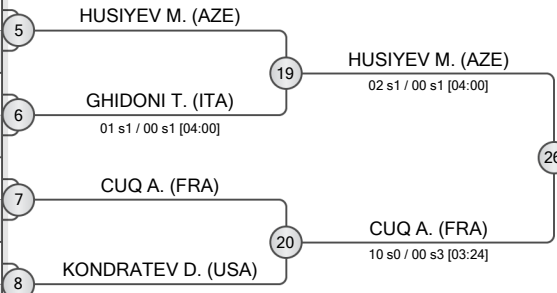 5
HUSIYEV M. (AZE)
19
HUSIYEV M. (AZE)
02 s1 / 00 s1 [04:00]
6
GHIDONI T. (ITA)
01 s1 / 00 s1 [04:00]
26
7
CUQ A. (FRA)
20
CUQ A. (FRA)
10 s0 / 00 s3 [03:24]
8
KONDRATEV D. (USA)